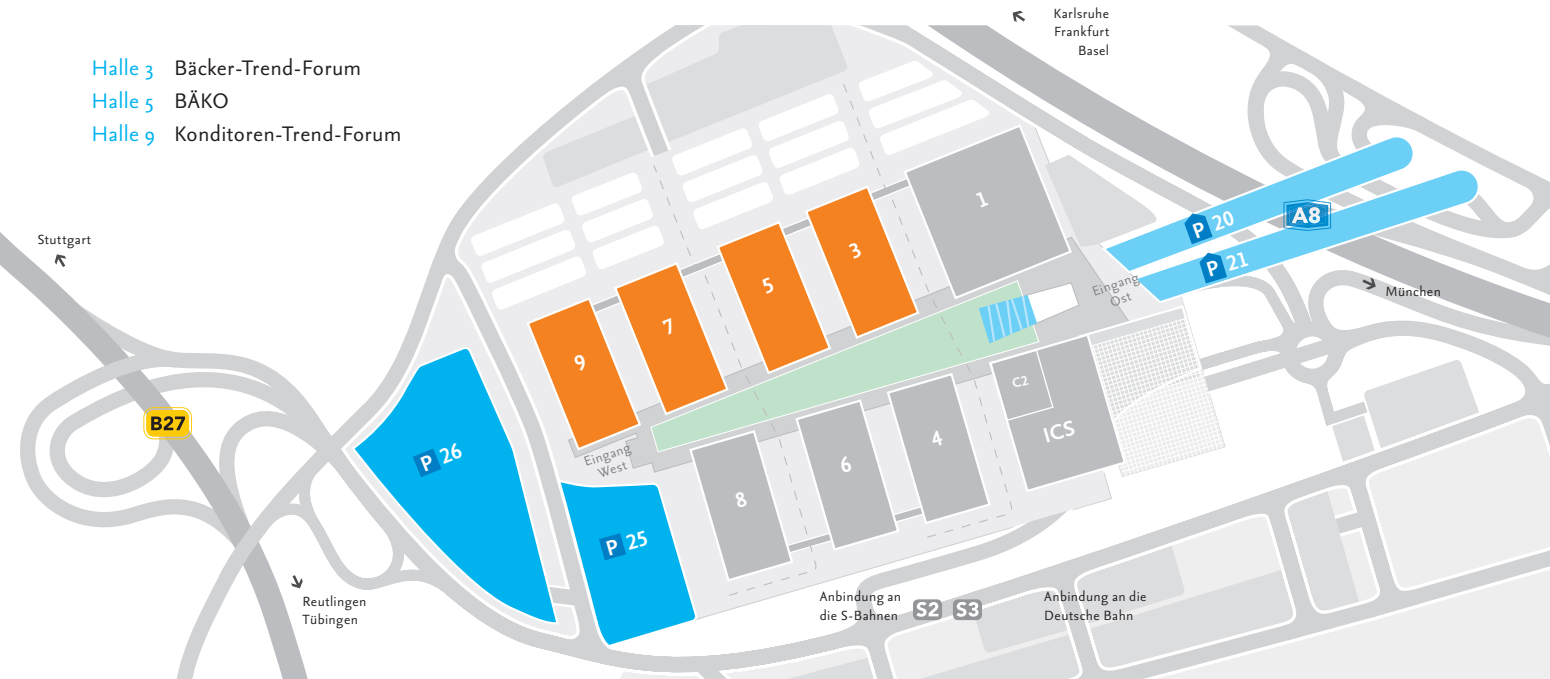 Karlsruhe
Frankfurt
Basel
Halle 3 Bäcker-Trend-Forum
Halle 5 BÄKO
Halle 9 Konditoren-Trend-Forum
Stuttgart
1
3
5
7
9
P 20
A8
P 21
Eingang
Ost
München
C2
ICS
4
6
8
Eingang
West
B27
P 26
P 25
Reutlingen
Tübingen
Anbindung an
die S-Bahnen
S2 S3
Anbindung an die
Deutsche Bahn